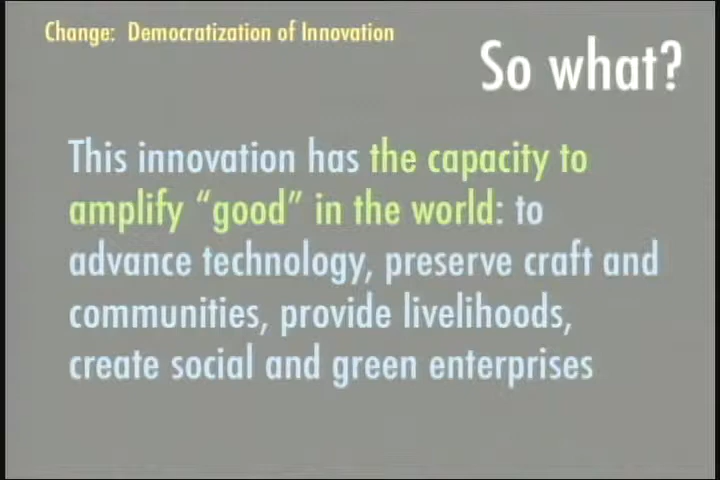 Change: Democratization of Innovation
So what?
This innovation has the capacity to
amplify “good” in the world: to
advance technology, preserve craft and
communities, provide livelihoods,
create social and green enterprises